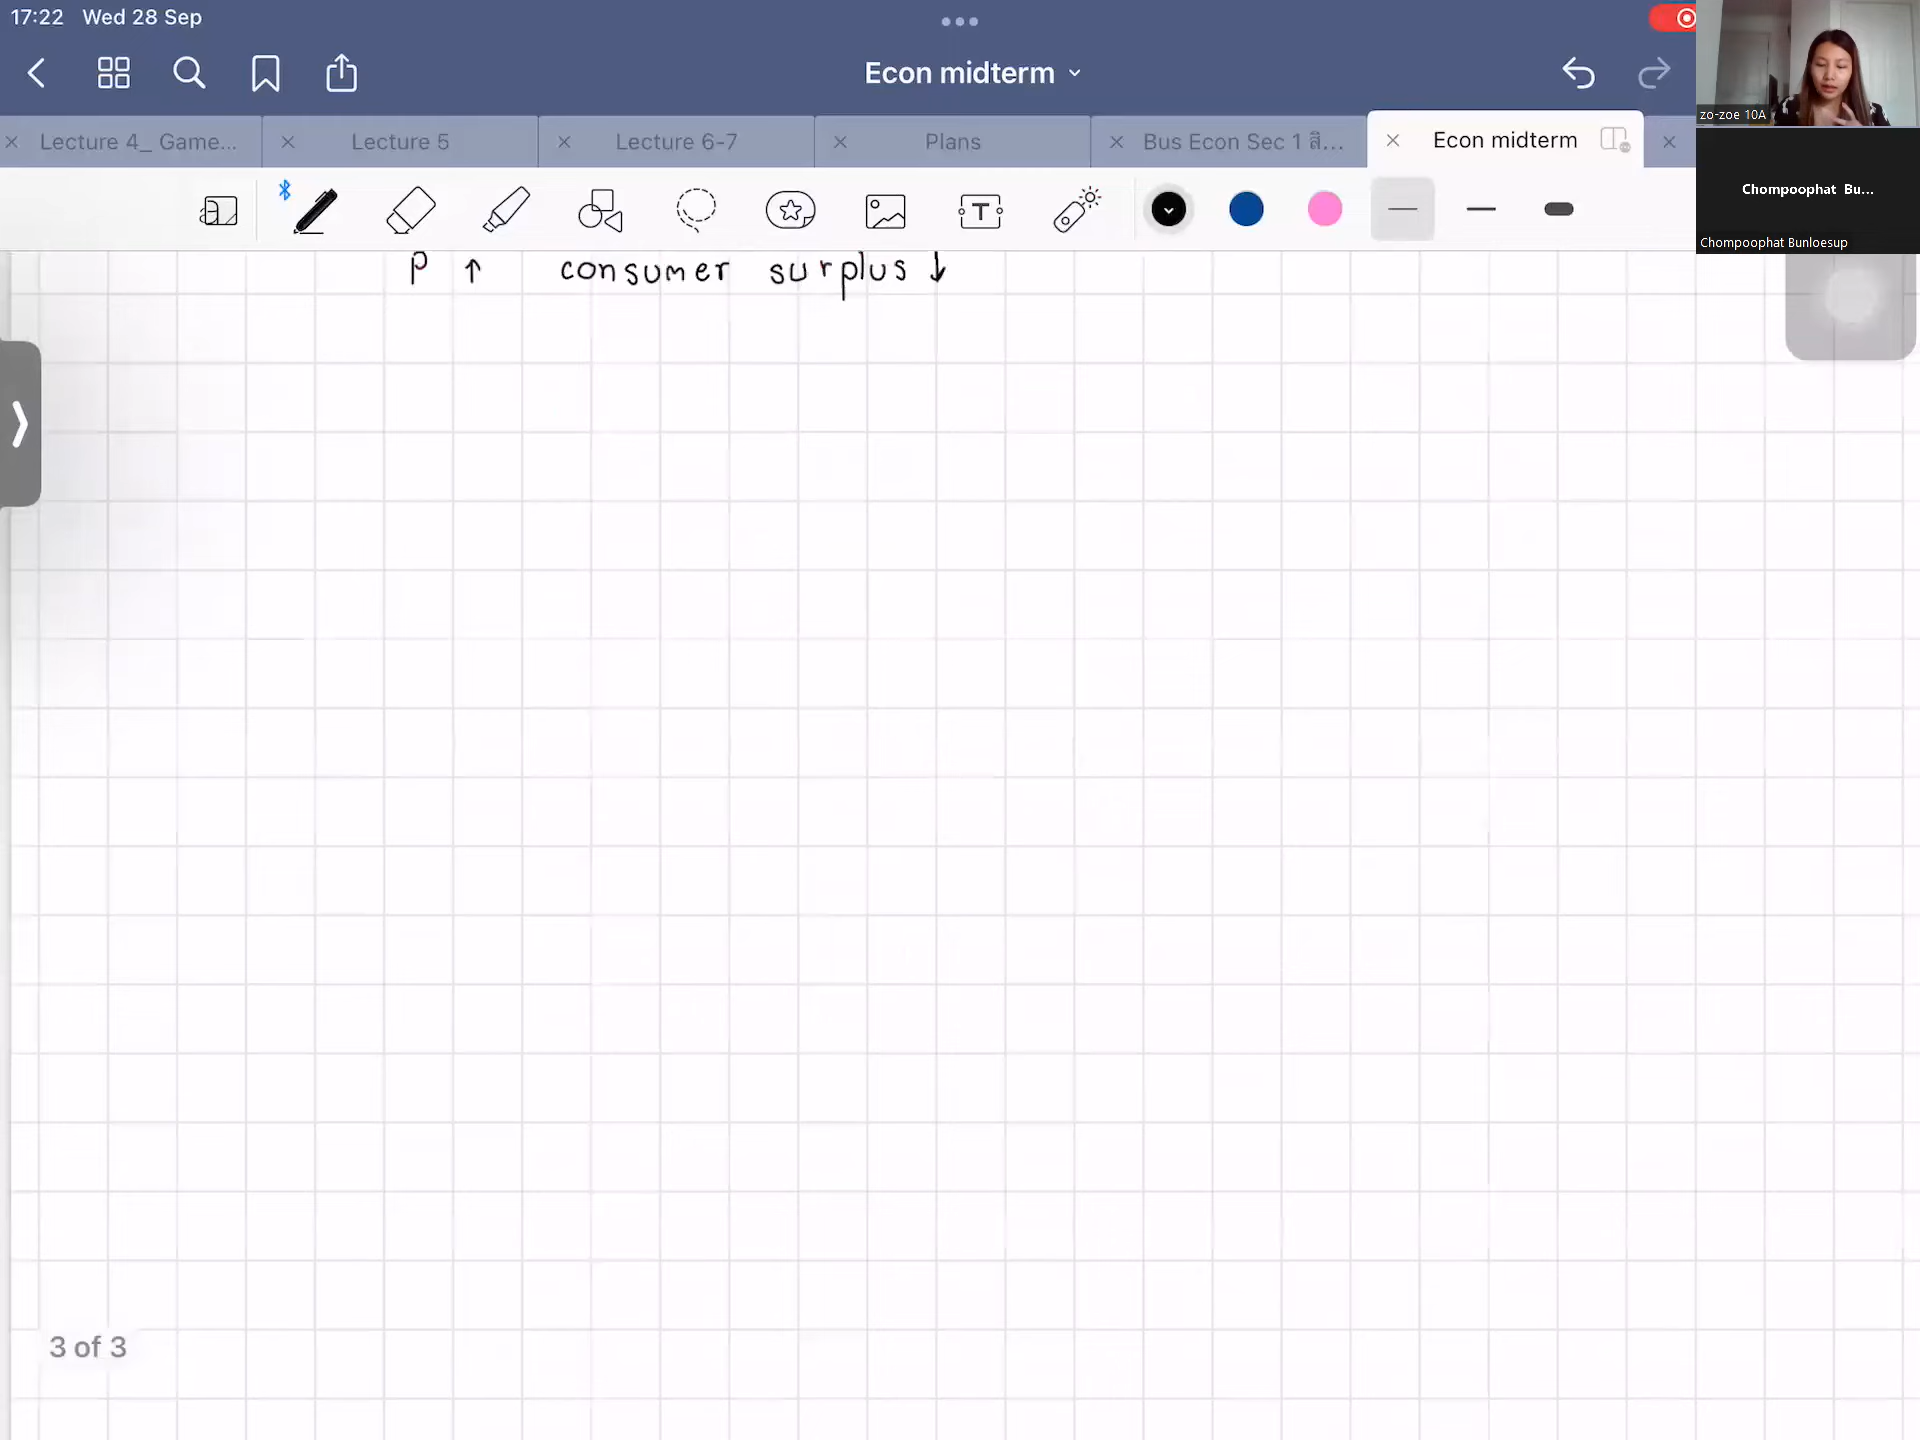 17:22 Wed 28 Sep
Econ midterm
zo-zoe 10A
Lecture 4_ Game...
Lecture 5
Lecture 6-7
Plans
Bus Econ Sec 1 สิ...
Econ midterm
Chompoophat Bu...
Chompoophat Bunloesup
P ↑ consumer surplus ↓
3 of 3